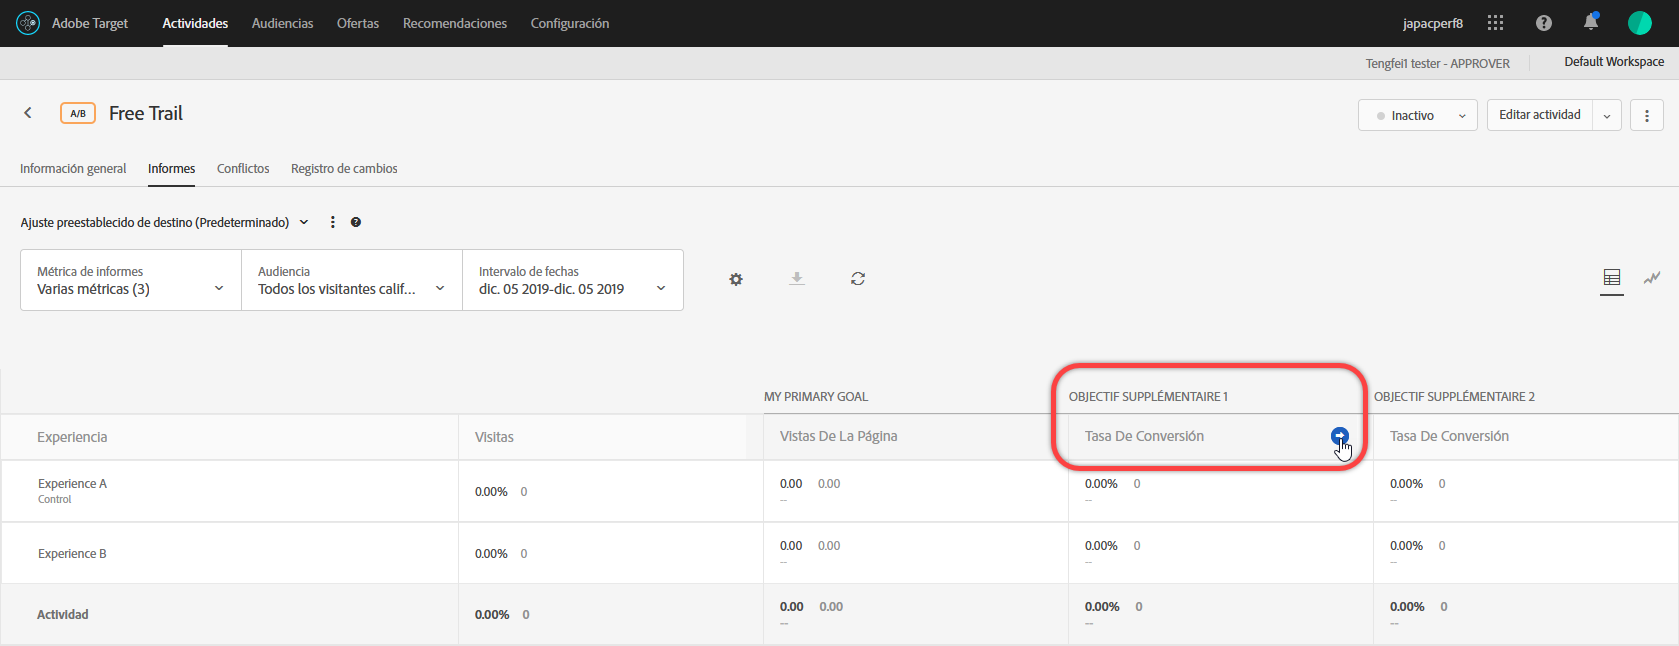 Adobe Target
Actividades
Audiencias
Ofertas
Recomendaciones
Configuración
japacperf8
Tengfei1 tester - APPROVER
Default Workspace
A/B
Free Trail
Inactivo
Editar actividad
Información general
Informes
Conflictos
Registro de cambios
Ajuste preestablecido de destino (Predeterminado)
Métrica de informes
Varias métricas (3)
Audiencia
Todos los visitantes calif...
Intervalo de fechas
dic. 05 2019-dic. 05 2019
MY PRIMARY GOAL
OBJECTIF SUPPLÉMENTAIRE 1
OBJECTIF SUPPLÉMENTAIRE 2
Experiencia
Visitas
Vistas De La Página
Tasa De Conversión
Tasa De Conversión
Experience A
Control
0.00% 0
0.00 0.00
--
0.00% 0
--
0.00% 0
--
Experience B
0.00% 0
0.00 0.00
--
0.00% 0
--
0.00% 0
--
Actividad
0.00% 0
0.00 0.00
--
0.00% 0
--
0.00% 0
--